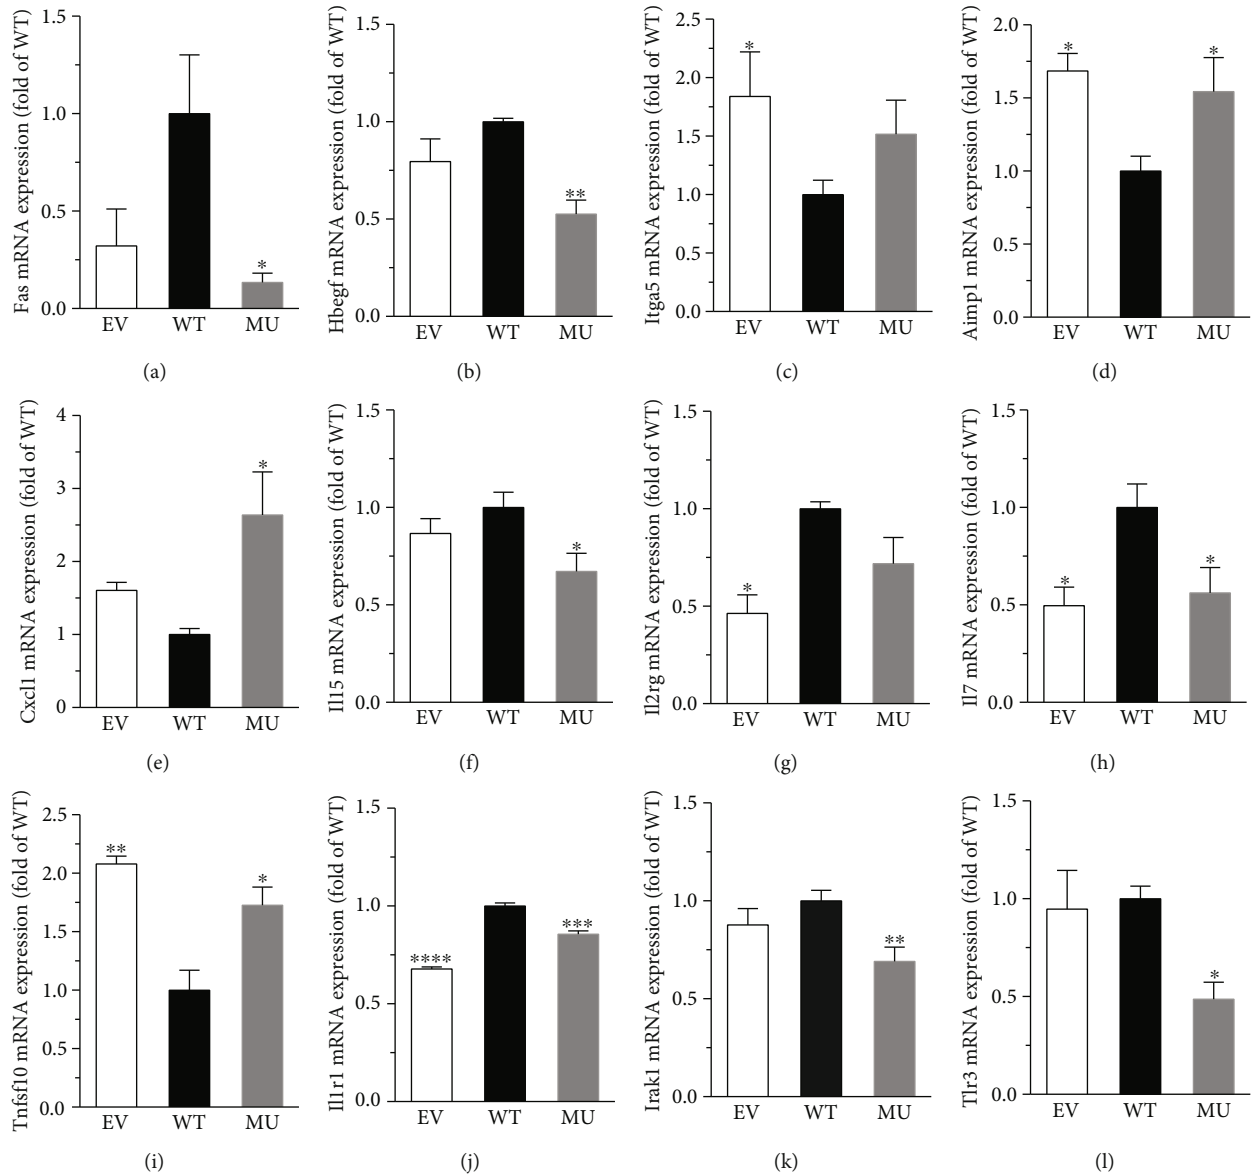 Fas mRNA expression (fold of WT)
1.5
1.0
0.5
0.0
*
EV WT MU
(a)
Hbegf mRNA expression (fold of WT)
1.5
1.0
0.5
0.0
**
EV WT MU
(b)
Itga5 mRNA expression (fold of WT)
2.5
2.0
1.5
1.0
0.5
0.0
*
EV WT MU
(c)
Aimp1 mRNA expression (fold of WT)
2.0
1.5
1.0
0.5
0.0
* *
EV WT MU
(d)
Cxcl1 mRNA expression (fold of WT)
4
3
2
1
0
*
EV WT MU
(e)
Il15 mRNA expression (fold of WT)
1.5
1.0
0.5
0.0
*
EV WT MU
(f)
Il2rg mRNA expression (fold of WT)
1.5
1.0
0.5
0.0
*
EV WT MU
(g)
Il7 mRNA expression (fold of WT)
1.5
1.0
0.5
0.0
* *
EV WT MU
(h)
Tnfsf10 mRNA expression (fold of WT)
2.5
2.0
1.5
1.0
0.5
0.0
** *
EV WT MU
(i)
Il1r1 mRNA expression (fold of WT)
1.5
1.0
0.5
0.0
**** ***
EV WT MU
(j)
Irak1 mRNA expression (fold of WT)
1.5
1.0
0.5
0.0
**
EV WT MU
(k)
Tlr3 mRNA expression (fold of WT)
1.5
1.0
0.5
0.0
*
EV WT MU
(l)